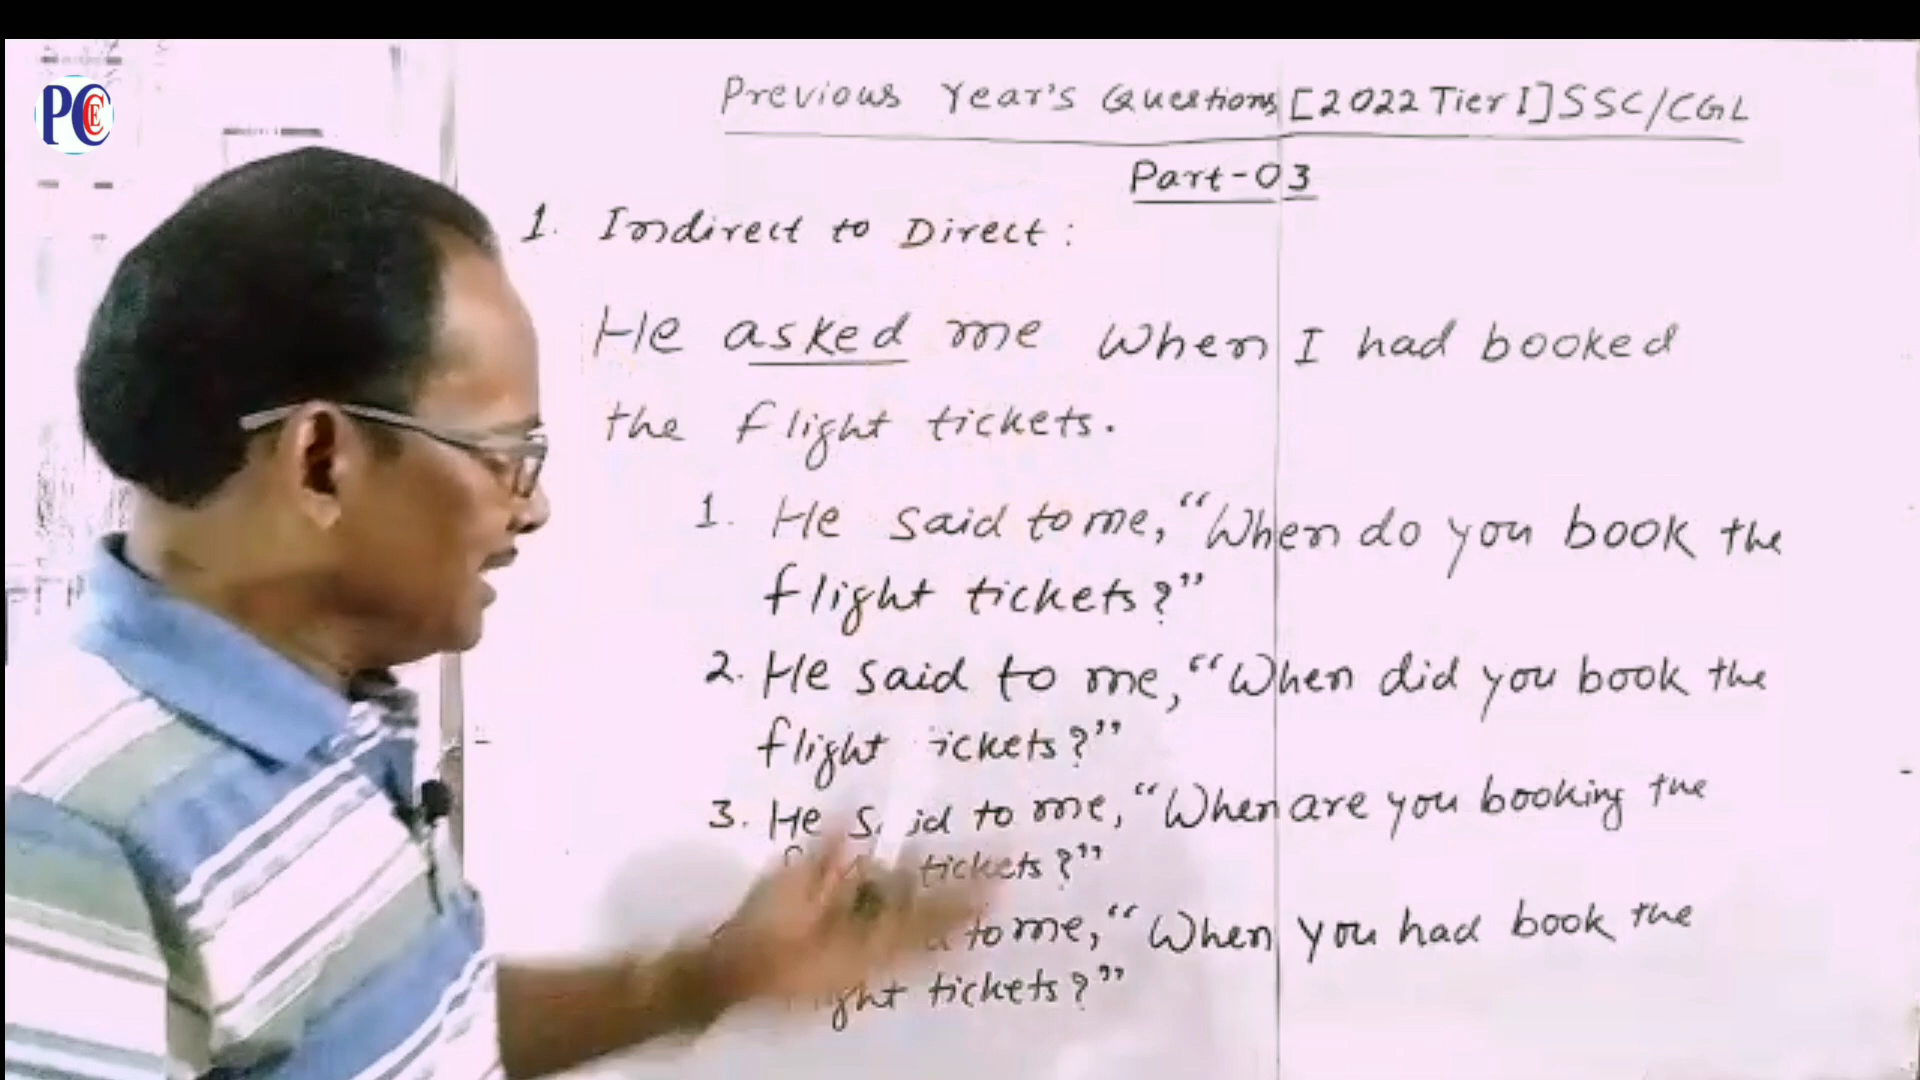 PCCE
Previous Year's Questions [2022 Tier I] SSC/CGL
Part-03
1. Indirect to Direct:
He asked me when I had booked
the flight tickets.
1. He said to me, "When do you book the
flight tickets?"
2. He said to me, "When did you book the
flight ickets?"
3. He to me, "When are you booking the
tickets?"
to me, "When you had book the
tickets?"